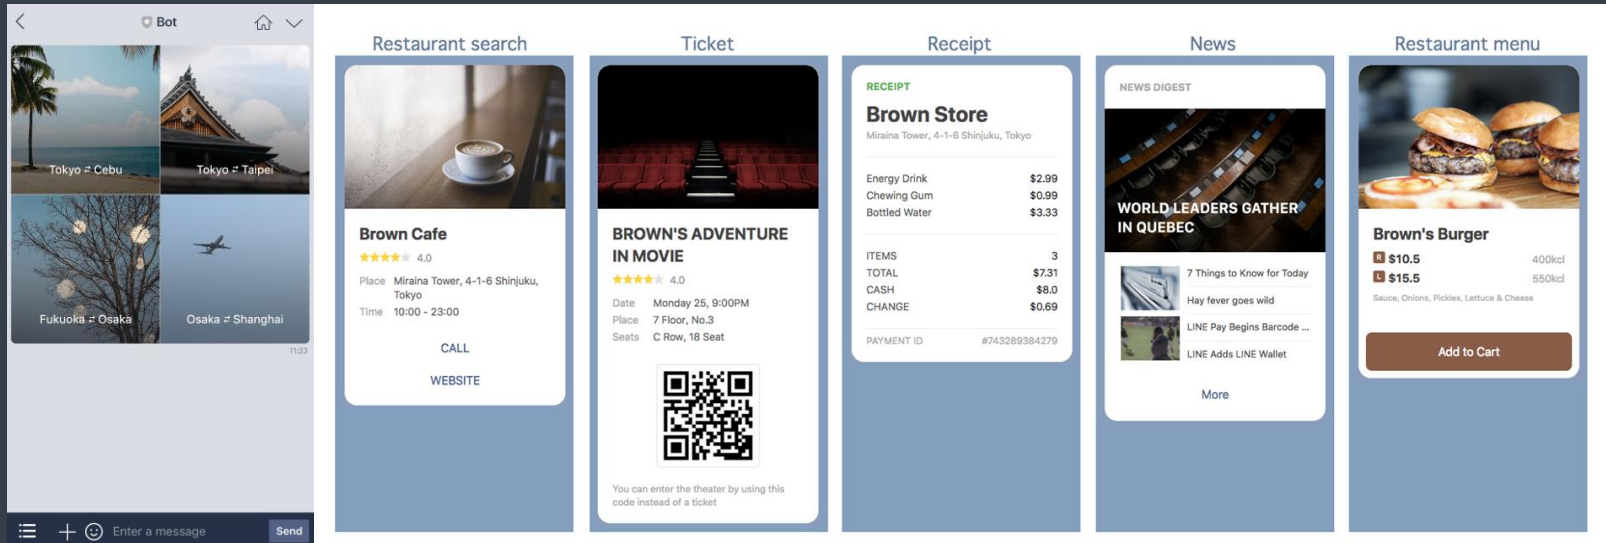 Bot
Tokyo ⇄ Cebu
Tokyo ⇄ Taipei
Fukuoka ⇄ Osaka
Osaka ⇄ Shanghai
11:23
Enter a message
Send
Restaurant search
Brown Cafe
4.0
Place Miraina Tower, 4-1-6 Shinjuku,
Tokyo
Time 10:00 - 23:00
CALL
WEBSITE
Ticket
BROWN'S ADVENTURE
IN MOVIE
4.0
Date Monday 25, 9:00PM
Place 7 Floor, No.3
Seats C Row, 18 Seat
You can enter the theater by using this
code instead of a ticket
Receipt
RECEIPT
Brown Store
Miraina Tower, 4-1-6 Shinjuku, Tokyo
Energy Drink $2.99
Chewing Gum $0.99
Bottled Water $3.33
ITEMS 3
TOTAL $7.31
CASH $8.0
CHANGE $0.69
PAYMENT ID #743289384279
News
NEWS DIGEST
WORLD LEADERS GATHER
IN QUEBEC
7 Things to Know for Today
Hay fever goes wild
LINE Pay Begins Barcode ...
LINE Adds LINE Wallet
More
Restaurant menu
Brown's Burger
R $10.5 400kcl
L $15.5 550kcl
Sauce, Onions, Pickles, Lettuce & Cheese
Add to Cart